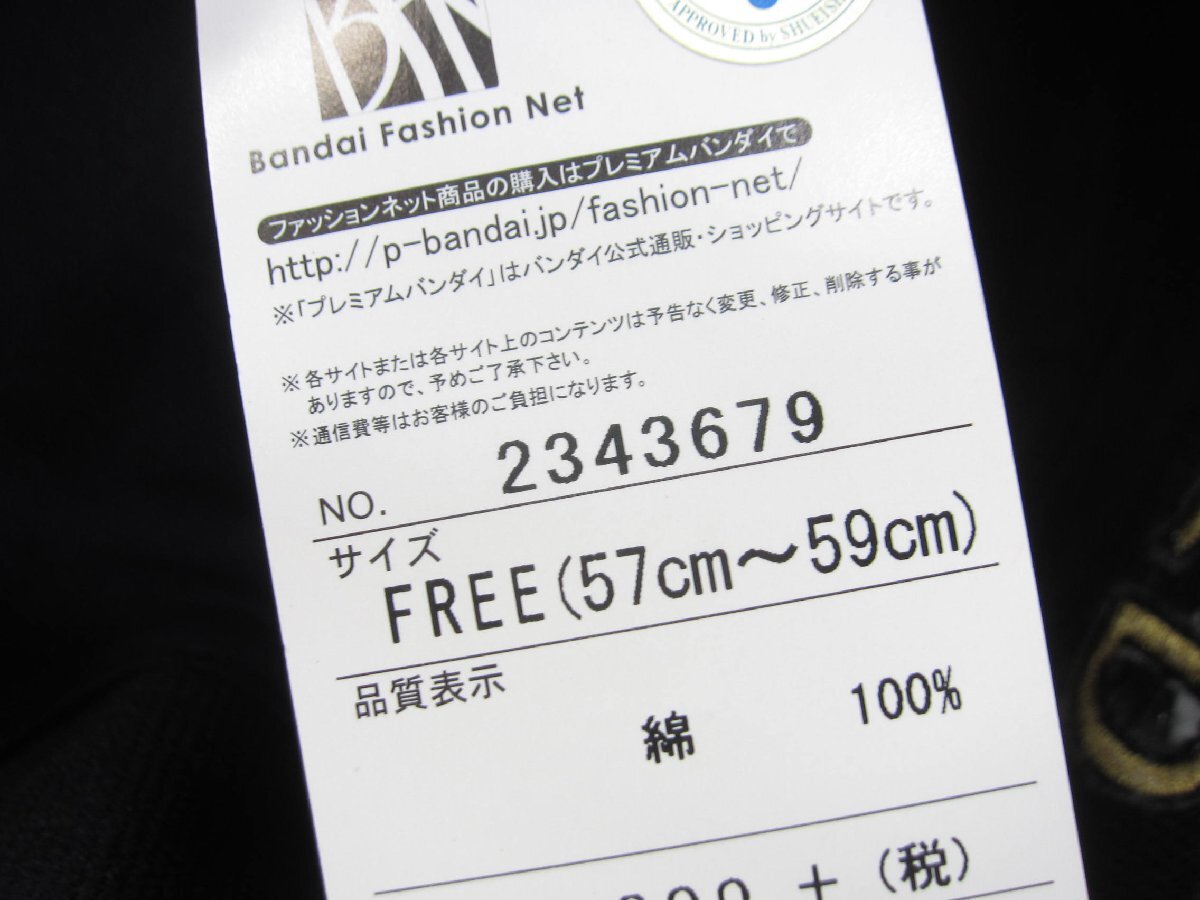 APPROVED by SHUEISHA
Bandai Fashion Net
ファッションネット商品の購入はプレミアムバンダイで
http://p-bandai.jp/fashion-net/
※「プレミアムバンダイ」はバンダイ公式通販・ショッピングサイトです。
※各サイトまたは各サイト上のコンテンツは予告なく変更、修正、削除する事が
ありますので、予めご了承下さい。
※通信費等はお客様のご負担になります。
NO. 2343679
サイズ
FREE(57cm～59cm)
品質表示
綿 100%
+ (税)